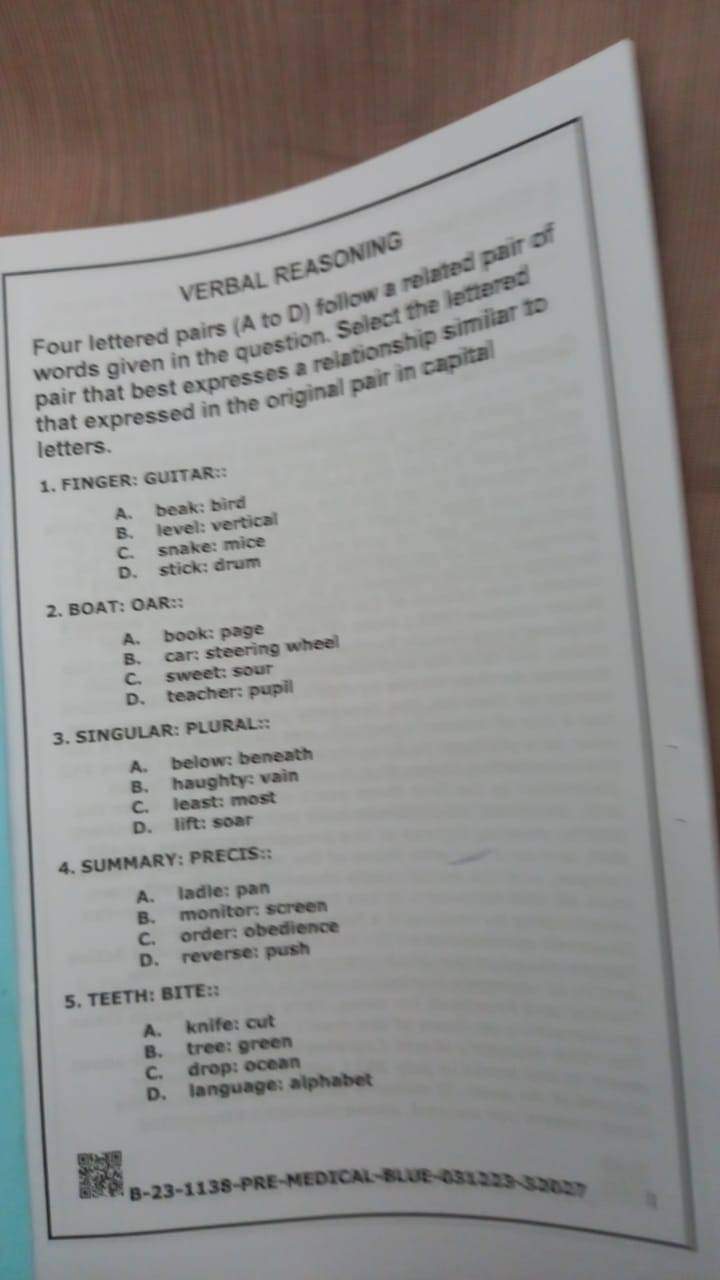 VERBAL REASONING
Four lettered pairs (A to D) follow a related pair of
words given in the question. Select the lettered
pair that best expresses a relationship similar to
that expressed in the original pair in capital
letters.
1. FINGER: GUITAR::
A. beak: bird
B. level: vertical
C. snake: mice
D. stick: drum
2. BOAT: OAR::
A. book: page
B. car: steering wheel
C. sweet: sour
D. teacher: pupil
3. SINGULAR: PLURAL::
A. below: beneath
B. haughty: vain
C. least: most
D. lift: soar
4. SUMMARY: PRECIS::
A. ladle: pan
B. monitor: screen
C. order: obedience
D. reverse: push
5. TEETH: BITE::
A. knife: cut
B. tree: green
C. drop: ocean
D. language: alphabet
B-23-1138-PRE-MEDICAL-BLUE-031223-32027